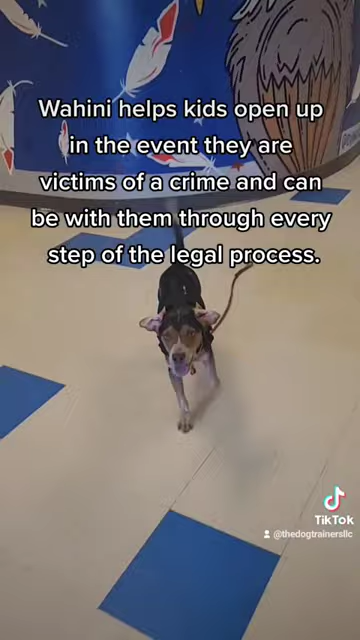 Wahini helps kids open up
in the event they are
victims of a crime and can
be with them through every
step of the legal process.
TikTok
@thedogtrainersllc